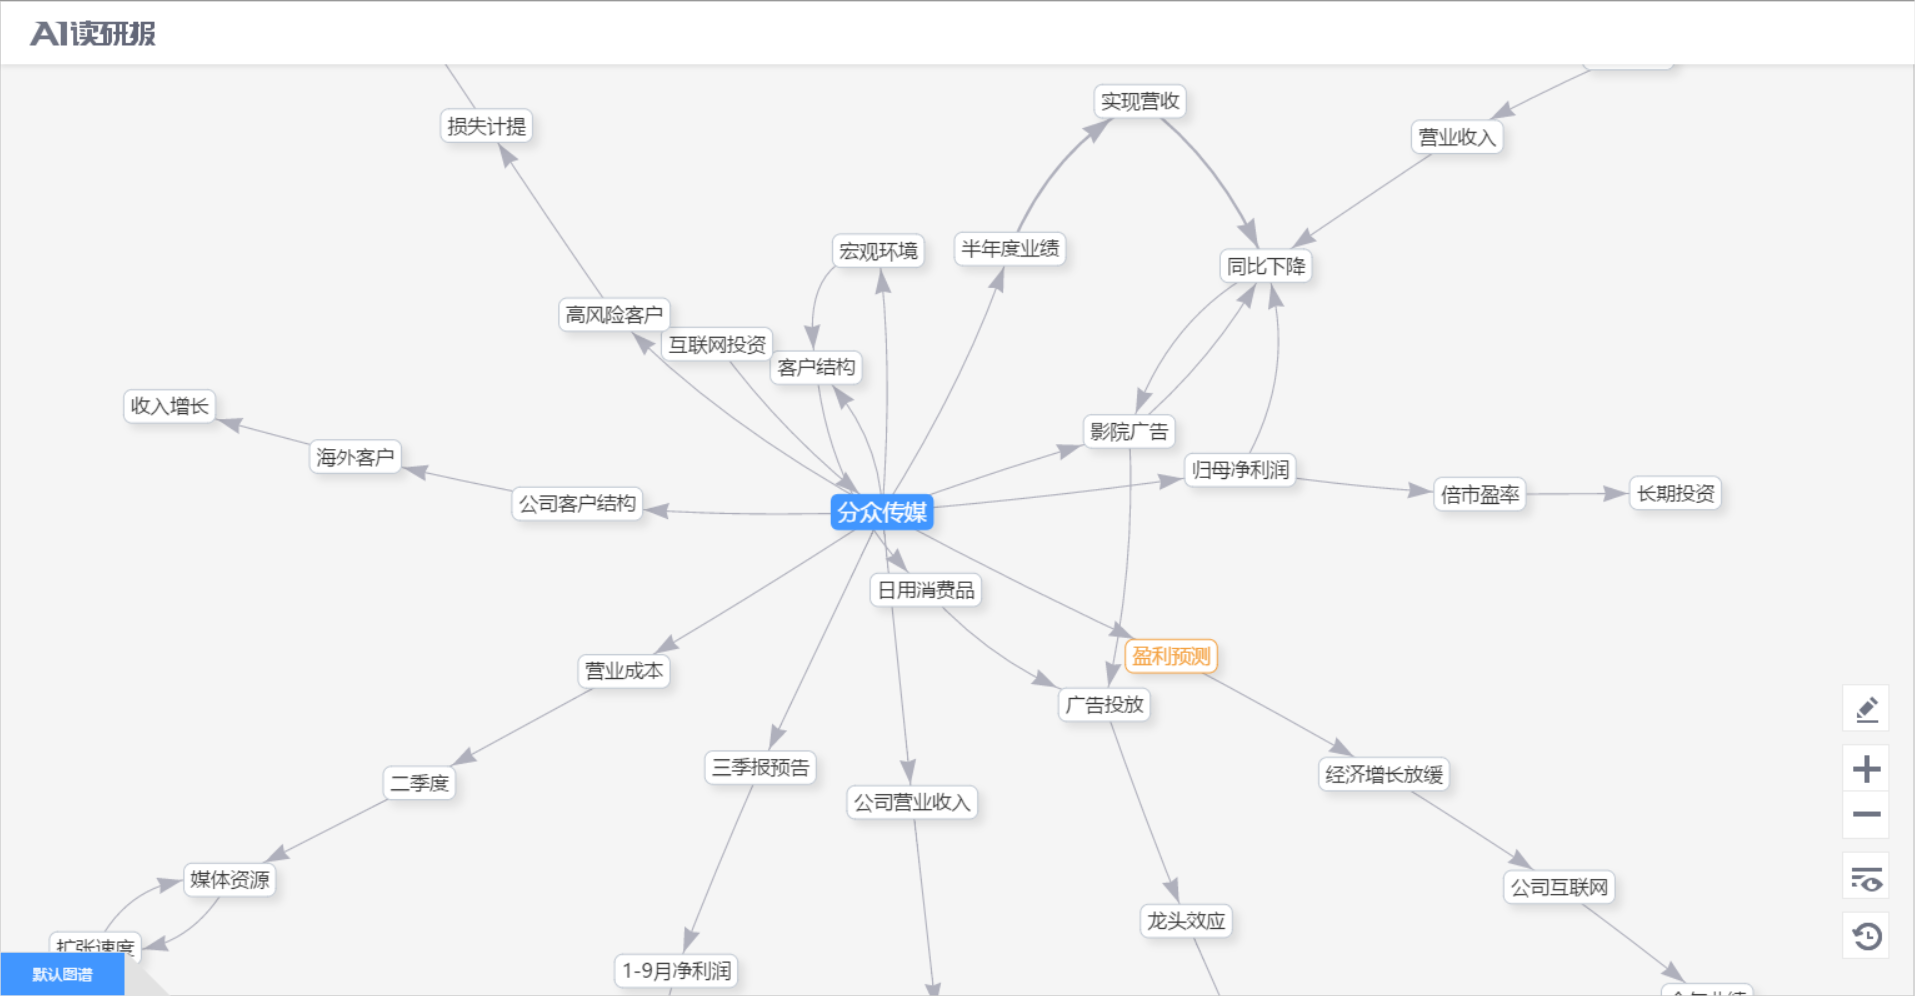 AI读研报
实现营收
损失计提
营业收入
宏观环境
半年度业绩
同比下降
高风险客户
互联网投资
客户结构
收入增长
影院广告
海外客户
归母净利润
倍市盈率
长期投资
公司客户结构
分众传媒
日用消费品
盈利预测
营业成本
广告投放
三季报预告
经济增长放缓
二季度
公司营业收入
媒体资源
公司互联网
龙头效应
扩张速度
1-9月净利润
默认图谱